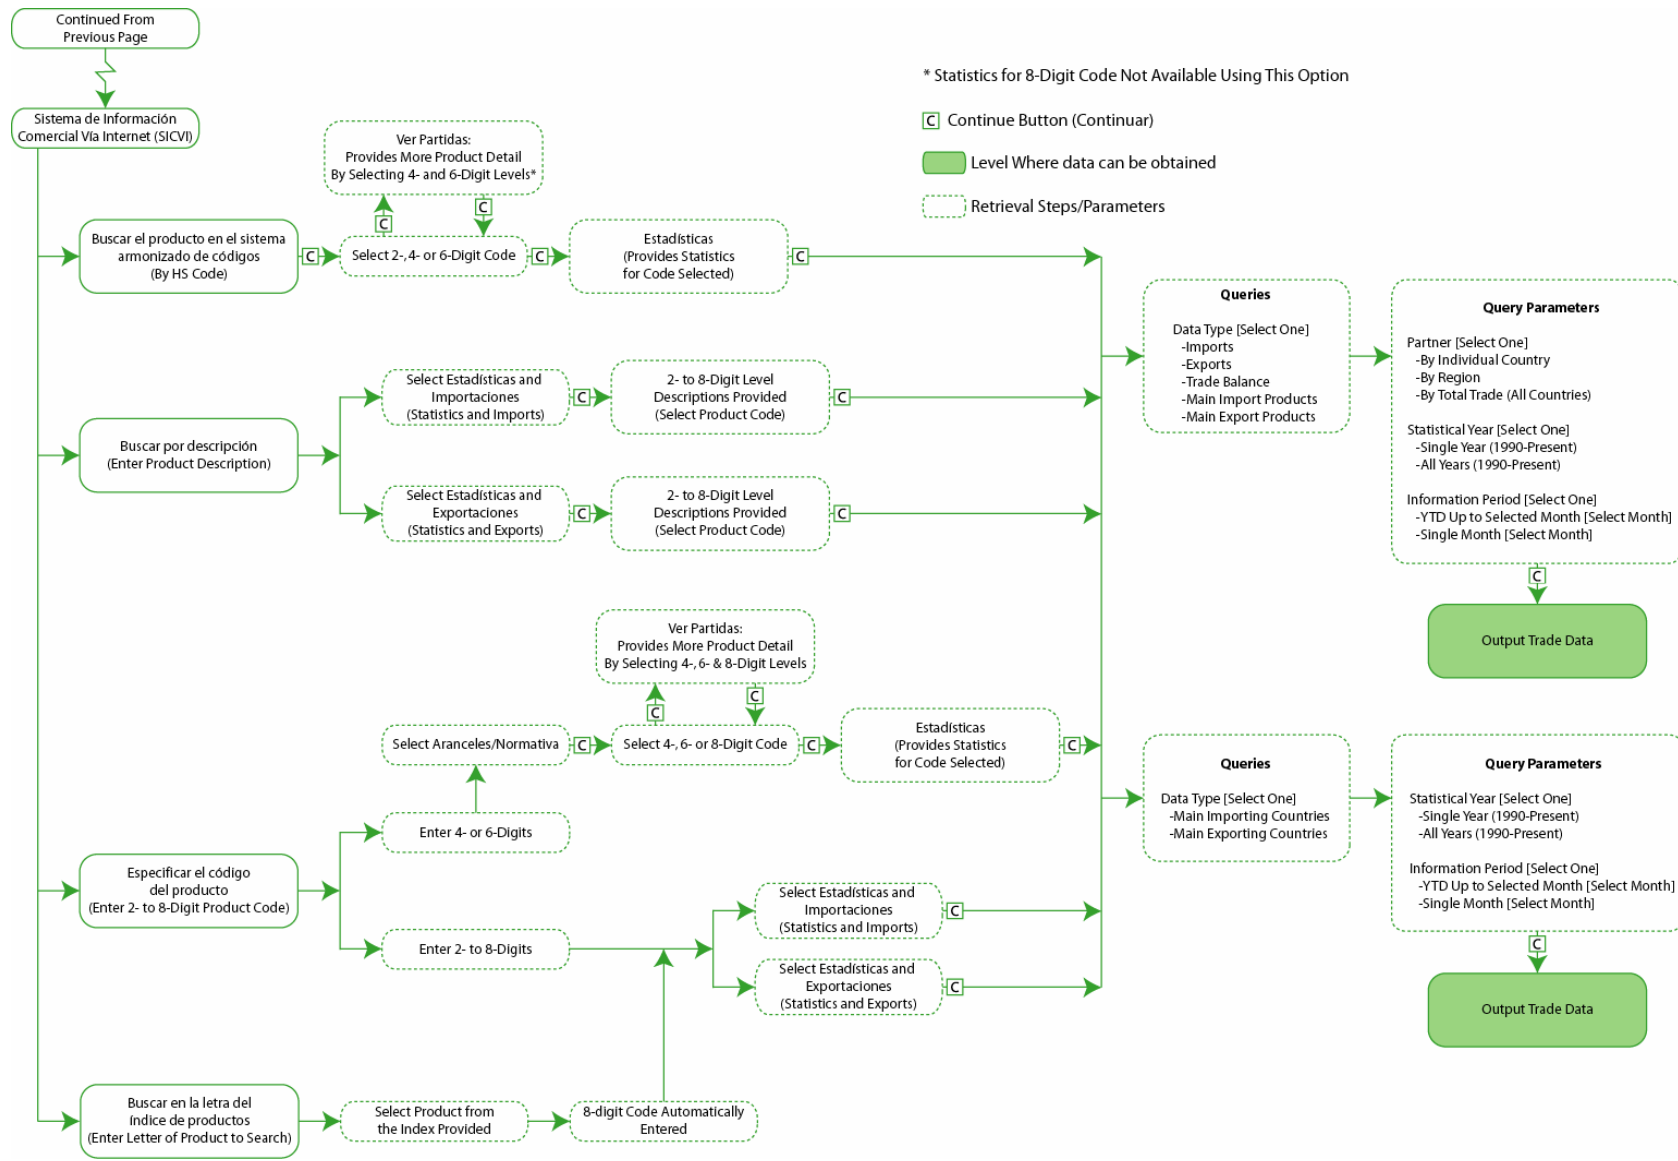 Continued From
Previous Page
Sistema de Información
Comercial Vía Internet (SICVI)
* Statistics for 8-Digit Code Not Available Using This Option
C Continue Button (Continuar)
Level Where data can be obtained
Retrieval Steps/Parameters
Ver Partidas:
Provides More Product Detail
By Selecting 4- and 6-Digit Levels*
C
C
Buscar el producto en el sistema
armonizado de códigos
(By HS Code)
C
Select 2-, 4- or 6-Digit Code
C
Estadísticas
(Provides Statistics
for Code Selected)
C
Buscar por descripción
(Enter Product Description)
Select Estadísticas and
Importaciones
(Statistics and Imports)
C
2- to 8-Digit Level
Descriptions Provided
(Select Product Code)
C
Select Estadísticas and
Exportaciones
(Statistics and Exports)
C
2- to 8-Digit Level
Descriptions Provided
(Select Product Code)
C
Queries
Data Type [Select One]
-Imports
-Exports
-Trade Balance
-Main Import Products
-Main Export Products
Query Parameters
Partner [Select One]
-By Individual Country
-By Region
-By Total Trade (All Countries)
Statistical Year [Select One]
-Single Year (1990-Present)
-All Years (1990-Present)
Information Period [Select One]
-YTD Up to Selected Month [Select Month]
-Single Month [Select Month]
C
Output Trade Data
Ver Partidas:
Provides More Product Detail
By Selecting 4-, 6- & 8-Digit Levels
C
C
Select Aranceles/Normativa
C
Select 4-, 6- or 8-Digit Code
C
Estadísticas
(Provides Statistics
for Code Selected)
C
Enter 4- or 6-Digits
Especificar el código
del producto
(Enter 2- to 8-Digit Product Code)
Enter 2- to 8-Digits
Select Estadísticas and
Importaciones
(Statistics and Imports)
C
Select Estadísticas and
Exportaciones
(Statistics and Exports)
C
Queries
Data Type [Select One]
-Main Importing Countries
-Main Exporting Countries
Query Parameters
Statistical Year [Select One]
-Single Year (1990-Present)
-All Years (1990-Present)
Information Period [Select One]
-YTD Up to Selected Month [Select Month]
-Single Month [Select Month]
C
Output Trade Data
Buscar en la letra del
índice de productos
(Enter Letter of Product to Search)
Select Product from
the Index Provided
8-digit Code Automatically
Entered